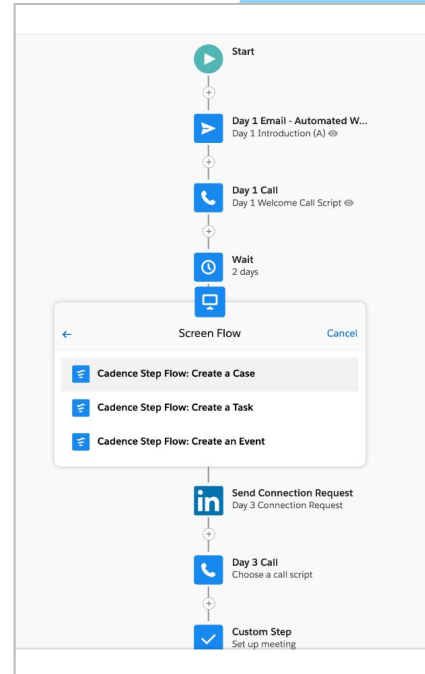 Start
Day 1 Email - Automated W...
Day 1 Introduction (A)
Day 1 Call
Day 1 Welcome Call Script
Wait
2 days
Screen Flow
Cancel
Cadence Step Flow: Create a Case
Cadence Step Flow: Create a Task
Cadence Step Flow: Create an Event
in
Send Connection Request
Day 3 Connection Request
Day 3 Call
Choose a call script
Custom Step
Set up meeting